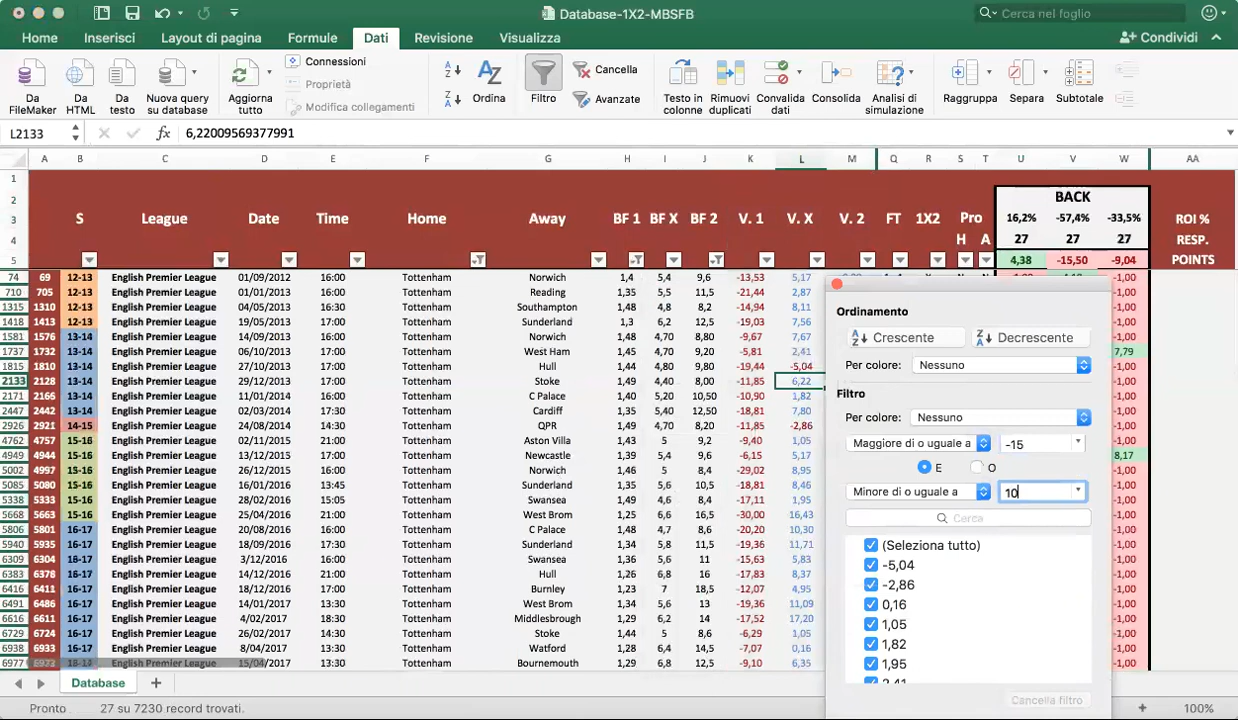 Database-1X2-MBSFB
Cerca nel foglio
Home Inserisci Layout di pagina Formule Dati Revisione Visualizza Condividi
Da FileMaker
Da HTML
Da testo
Nuova query su database
Aggiorna tutto
Connessioni
Proprietà
Modifica collegamenti
Ordina
Filtro
Cancella
Avanzate
Testo in colonne
Rimuovi duplicati
Convalida dati
Consolida
Analisi di simulazione
Raggruppa
Separa
Subtotale
L2133 fx 6,22009569377991
A B C D E F G H I J K L M Q R S T U V W AA
1
2 BACK
3 S League Date Time Home Away BF 1 BF X BF 2 V. 1 V. X V. 2 FT 1X2 Pro 16,2% -57,4% -33,5% ROI %
4 H A 27 27 27 RESP.
5 4,38 -15,50 -9,04 POINTS
74 69 12-13 English Premier League 01/09/2012 16:00 Tottenham Norwich 1,4 5,4 9,6 -13,53 5,17 -1,00
710 705 12-13 English Premier League 01/01/2013 16:00 Tottenham Reading 1,35 5,5 11,5 -21,44 2,87 -1,00
1315 1310 12-13 English Premier League 04/05/2013 16:00 Tottenham Southampton 1,48 4,8 8,2 -14,94 8,11 -1,00
1418 1413 12-13 English Premier League 19/05/2013 17:00 Tottenham Sunderland 1,3 6,2 12,5 -19,03 7,56 -1,00
1581 1576 13-14 English Premier League 14/09/2013 16:00 Tottenham Norwich 1,48 4,70 8,80 -9,67 7,67 -1,00
1737 1732 13-14 English Premier League 06/10/2013 17:00 Tottenham West Ham 1,45 4,70 9,20 -5,81 2,41 7,79
1815 1810 13-14 English Premier League 27/10/2013 17:00 Tottenham Hull 1,44 4,80 9,80 -19,44 -5,04 -1,00
2133 2128 13-14 English Premier League 29/12/2013 17:00 Tottenham Stoke 1,49 4,40 8,00 -11,85 6,22 -1,00
2171 2166 13-14 English Premier League 11/01/2014 16:00 Tottenham C Palace 1,40 5,20 10,50 -10,90 1,82 -1,00
2447 2442 13-14 English Premier League 02/03/2014 17:30 Tottenham Cardiff 1,35 5,40 12,50 -18,81 7,80 -1,00
2926 2921 14-15 English Premier League 24/08/2014 14:30 Tottenham QPR 1,49 4,70 8,20 -11,85 -2,86 -1,00
4762 4757 15-16 English Premier League 02/11/2015 21:00 Tottenham Aston Villa 1,43 5 9,2 -9,40 1,05 -1,00
4949 4944 15-16 English Premier League 13/12/2015 17:00 Tottenham Newcastle 1,39 5,4 9,6 -6,15 5,17 8,17
5002 4997 15-16 English Premier League 26/12/2015 16:00 Tottenham Norwich 1,46 5 8,4 -29,02 8,95 -1,00
5085 5080 15-16 English Premier League 16/01/2016 13:45 Tottenham Sunderland 1,35 5,6 10,5 -18,81 8,46 -1,00
5338 5333 15-16 English Premier League 28/02/2016 15:05 Tottenham Swansea 1,49 4,6 8,4 -17,11 1,95 -1,00
5668 5663 15-16 English Premier League 25/04/2016 21:00 Tottenham West Brom 1,25 6,6 16,5 -30,00 16,43 -1,00
5806 5801 16-17 English Premier League 20/08/2016 16:00 Tottenham C Palace 1,48 4,7 8,6 -20,20 10,30 -1,00
5940 5935 16-17 English Premier League 18/09/2016 17:30 Tottenham Sunderland 1,34 5,8 11,5 -19,36 11,71 -1,00
6309 6304 16-17 English Premier League 3/12/2016 16:00 Tottenham Swansea 1,36 5,6 11 -15,63 5,83 -1,00
6383 6378 16-17 English Premier League 14/12/2016 21:00 Tottenham Hull 1,26 6,8 16 -17,83 8,37 -1,00
6416 6411 16-17 English Premier League 18/12/2016 14:30 Tottenham Burnley 1,23 7 18,5 -12,07 4,95 -1,00
6496 6491 16-17 English Premier League 14/01/2017 13:30 Tottenham West Brom 1,34 5,6 13 -19,36 11,09 -1,00
6616 6611 16-17 English Premier League 4/02/2017 18:30 Tottenham Middlesbrough 1,29 6,2 14 -17,52 17,20 -1,00
6729 6724 16-17 English Premier League 26/02/2017 14:30 Tottenham Stoke 1,44 5 8,6 -6,29 1,05 -1,00
6938 6933 16-17 English Premier League 8/04/2017 13:30 Tottenham Watford 1,28 6,4 14,5 -7,07 0,16 -1,00
6977 6972 English Premier League 15/04/2017 13:30 Tottenham Bournemouth 1,29 6,8 12,5 -9,10 6,35 -1,00
Ordinamento
Crescente Decrescente
Per colore: Nessuno
Filtro
Per colore: Nessuno
Maggiore di o uguale a -15
E O
Minore di o uguale a 10
Cerca
(Seleziona tutto)
-5,04
-2,86
0,16
1,05
1,82
1,95
2,41
Cancella filtro
Database
Pronto 27 su 7230 record trovati. 100%